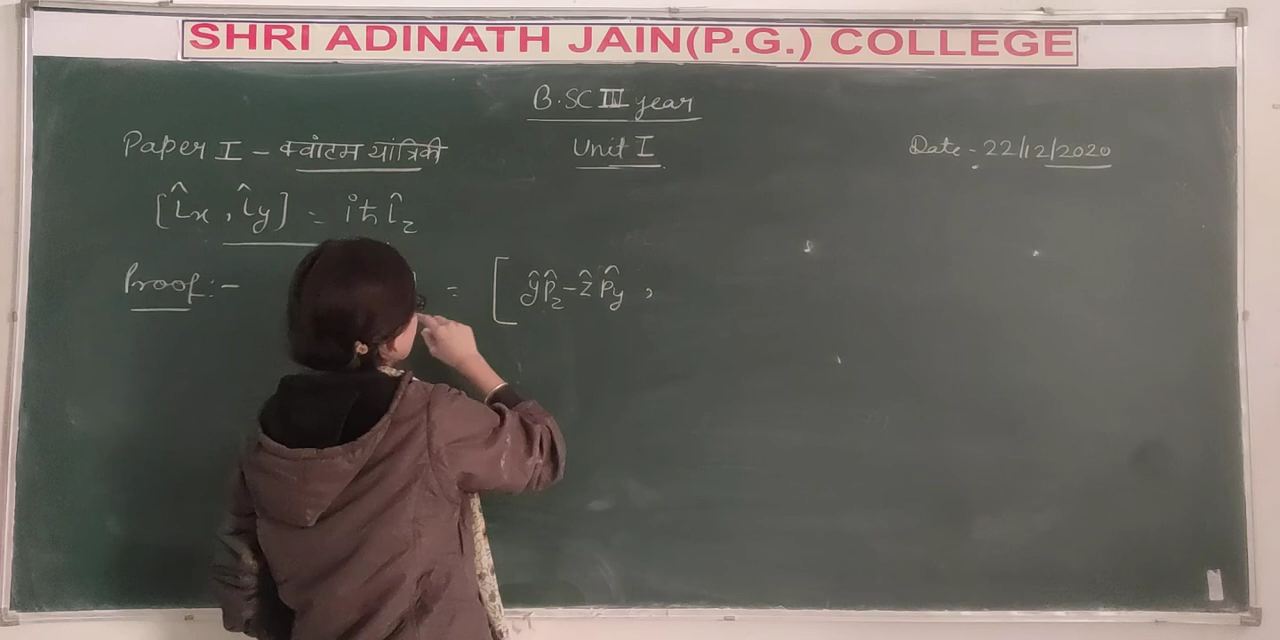 SHRI ADINATH JAIN(P.G.) COLLEGE
B.SC III year
Paper I - क्वांटम यांत्रिकी Unit I Date - 22/12/2020
[L̂x , L̂y] = iħ L̂z
Proof:- = [ ŷp̂z - ẑp̂y ,